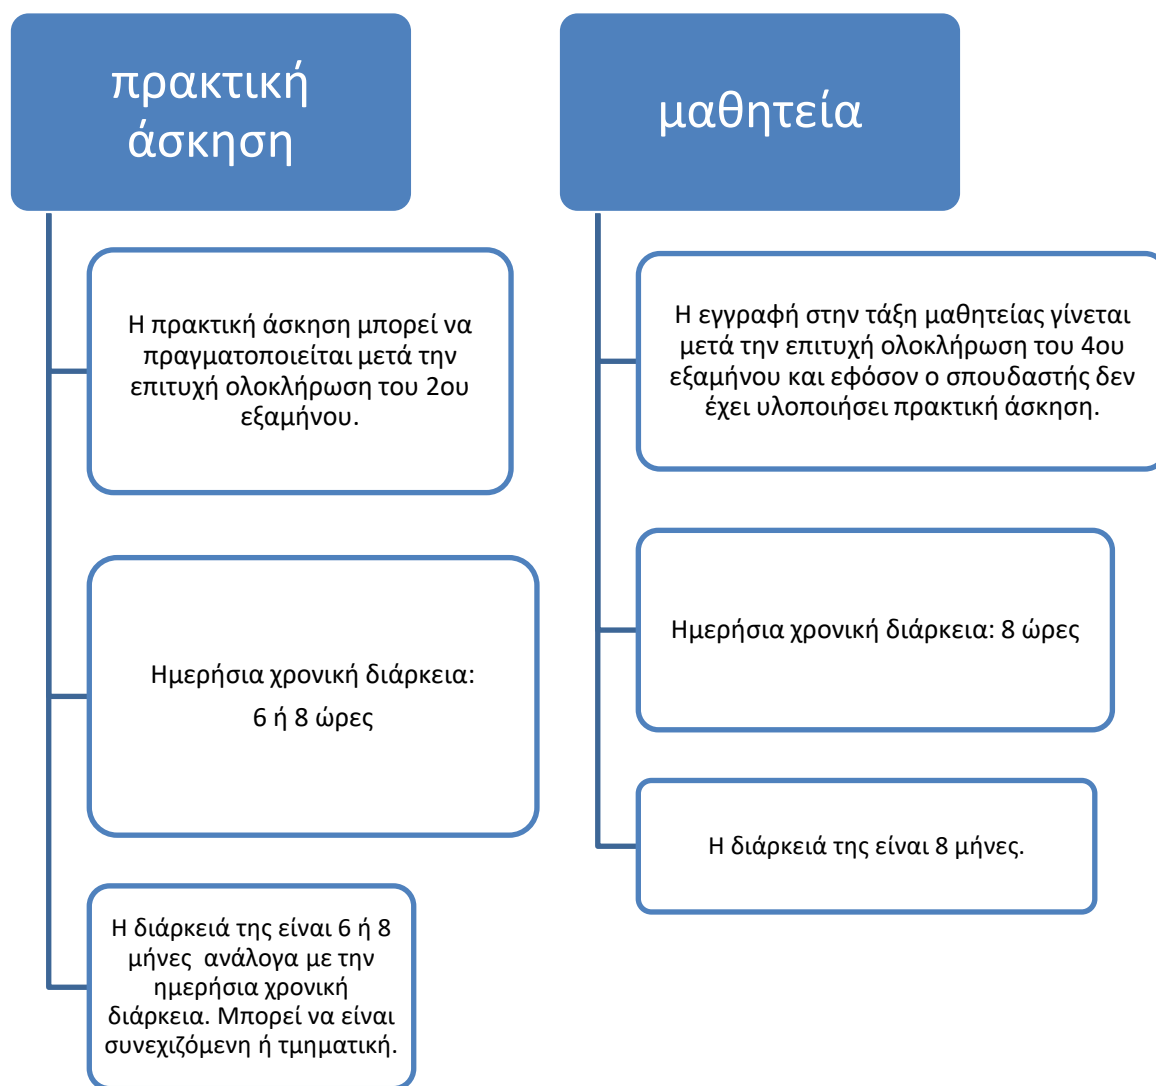 πρακτική
άσκηση
Η πρακτική άσκηση μπορεί να
πραγματοποιείται μετά την
επιτυχή ολοκλήρωση του 2ου
εξαμήνου.
Ημερήσια χρονική διάρκεια:
6 ή 8 ώρες
Η διάρκειά της είναι 6 ή 8
μήνες ανάλογα με την
ημερήσια χρονική
διάρκεια. Μπορεί να είναι
συνεχιζόμενη ή τμηματική.
μαθητεία
Η εγγραφή στην τάξη μαθητείας γίνεται
μετά την επιτυχή ολοκλήρωση του 4ου
εξαμήνου και εφόσον ο σπουδαστής δεν
έχει υλοποιήσει πρακτική άσκηση.
Ημερήσια χρονική διάρκεια: 8 ώρες
Η διάρκειά της είναι 8 μήνες.